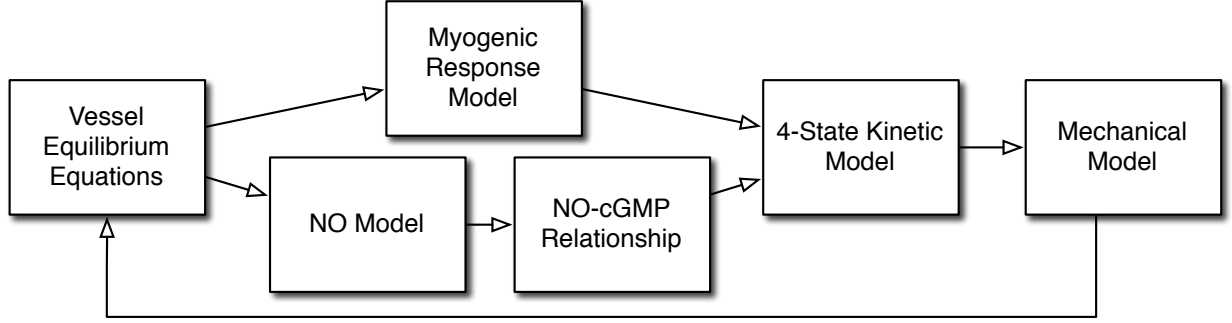 Vessel
Equilibrium
Equations
Myogenic
Response
Model
NO Model
NO-cGMP
Relationship
4-State Kinetic
Model
Mechanical
Model